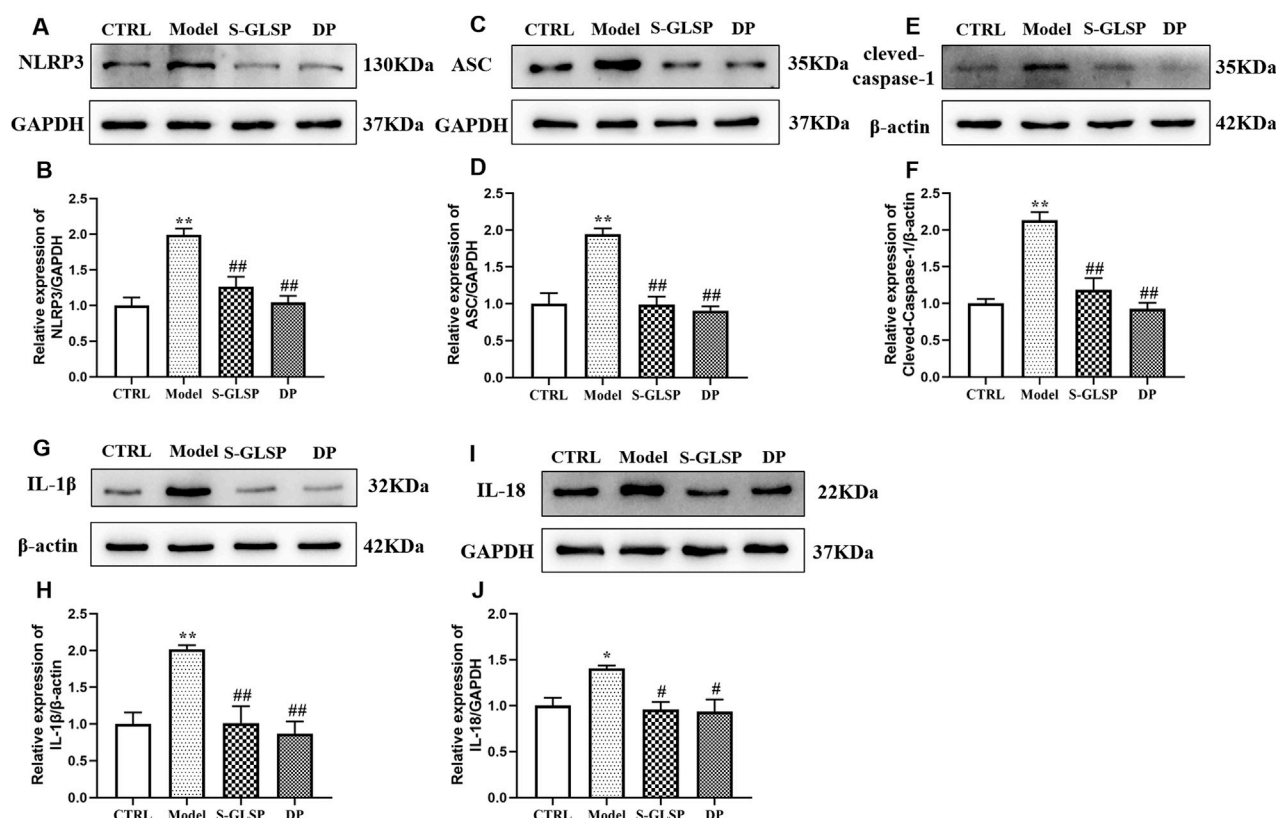 A
CTRL Model S-GLSP DP
NLRP3
130KDa
GAPDH
37KDa
C
CTRL Model S-GLSP DP
ASC
35KDa
GAPDH
37KDa
E
CTRL Model S-GLSP DP
cleved-
caspase-1
35KDa
β-actin
42KDa
B
Relative expression of
NLRP3/GAPDH
2.5
2.0
1.5
1.0
0.5
0.0
**
##
##
CTRL Model S-GLSP DP
D
Relative expression of
ASC/GAPDH
2.5
2.0
1.5
1.0
0.5
0.0
**
##
##
CTRL Model S-GLSP DP
F
Relative expression of
Cleved-Caspase-1/β-actin
2.5
2.0
1.5
1.0
0.5
0.0
**
##
##
CTRL Model S-GLSP DP
G
CTRL Model S-GLSP DP
IL-1β
32KDa
β-actin
42KDa
I
CTRL Model S-GLSP DP
IL-18
22KDa
GAPDH
37KDa
H
Relative expression of
IL-1β/β-actin
2.5
2.0
1.5
1.0
0.5
0.0
**
##
##
CTRL Model S-GLSP DP
J
Relative expression of
IL-18/GAPDH
2.0
1.5
1.0
0.5
0.0
*
#
#
CTRL Model S-GLSP DP